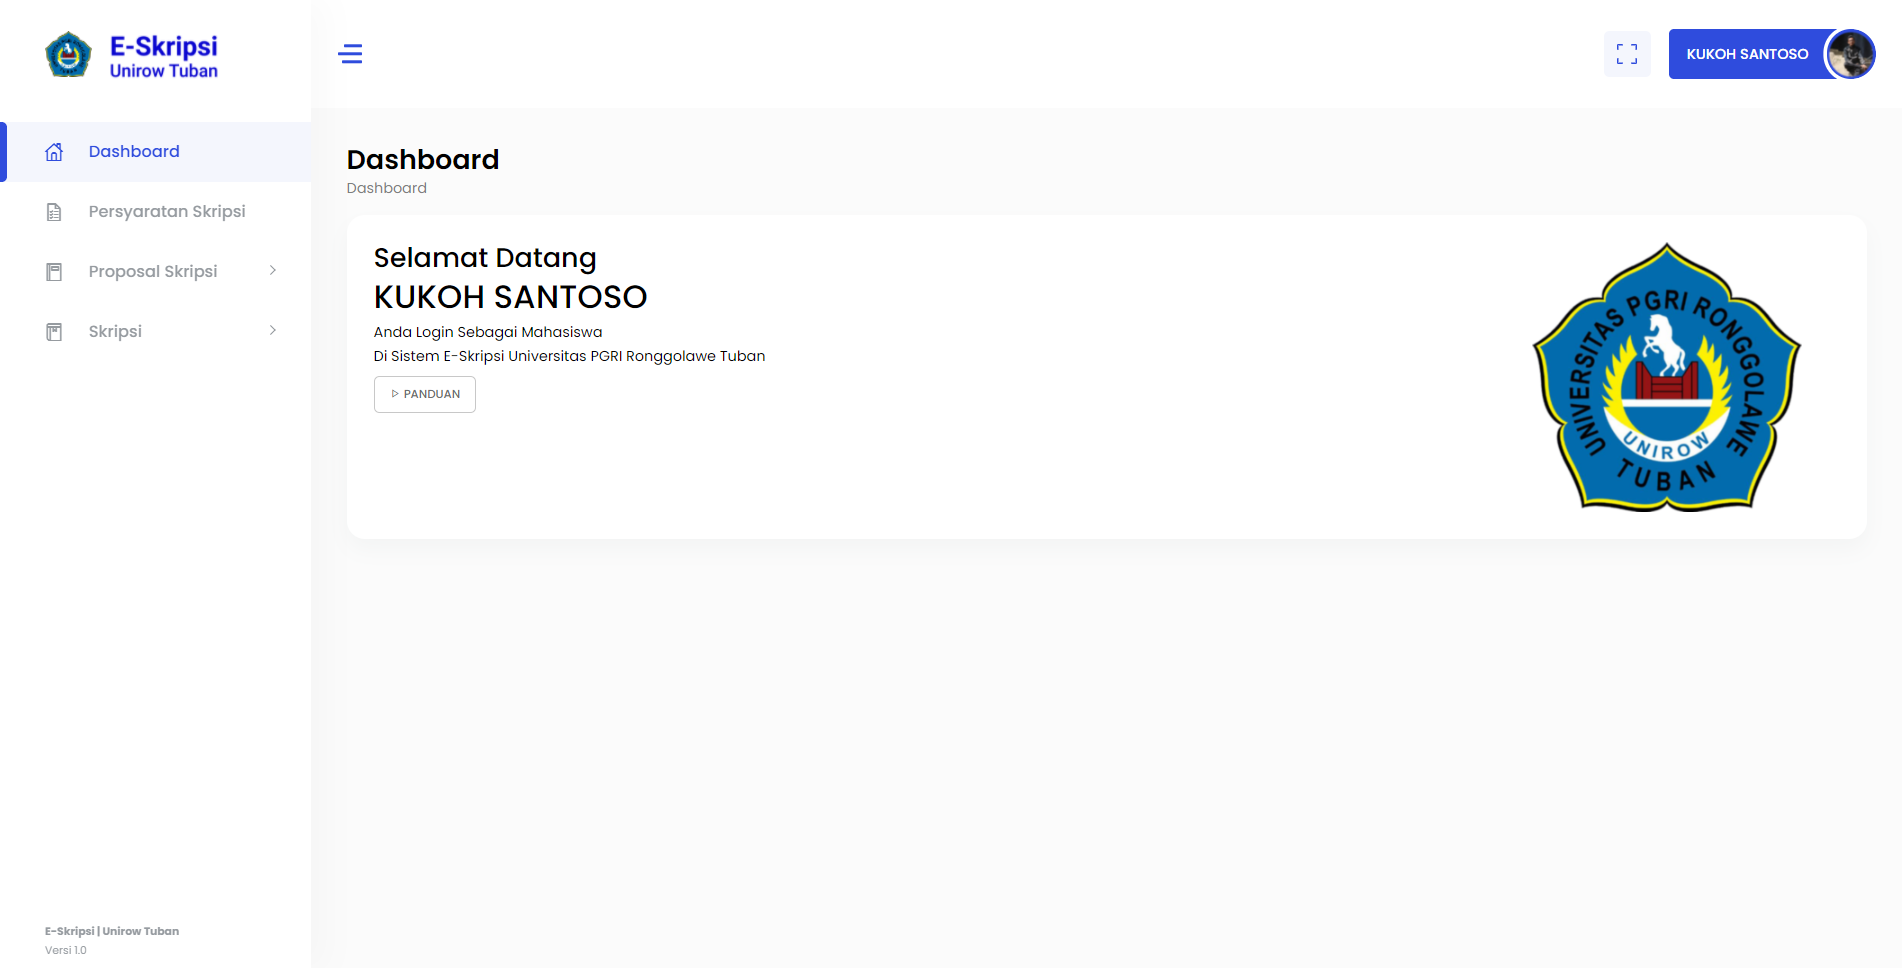 E-Skripsi
Unirow Tuban
KUKOH SANTOSO
Dashboard
Persyaratan Skripsi
Proposal Skripsi
Skripsi
Dashboard
Dashboard
Selamat Datang
KUKOH SANTOSO
Anda Login Sebagai Mahasiswa
Di Sistem E-Skripsi Universitas PGRI Ronggolawe Tuban
PANDUAN
UNIVERSITAS PGRI RONGGOLAWE
UNIROW
TUBAN
E-Skripsi | Unirow Tuban
Versi 1.0